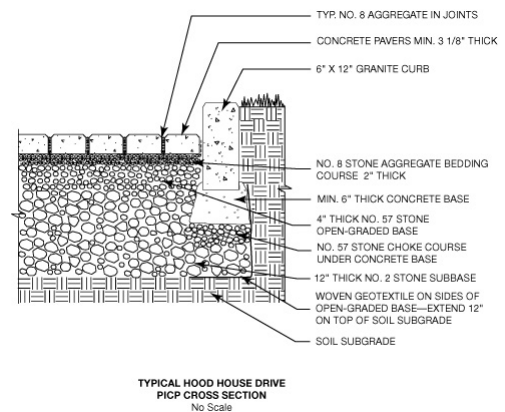 TYP. NO. 8 AGGREGATE IN JOINTS
CONCRETE PAVERS MIN. 3 1/8" THICK
6" X 12" GRANITE CURB
NO. 8 STONE AGGREGATE BEDDING
COURSE 2" THICK
MIN. 6" THICK CONCRETE BASE
4" THICK NO. 57 STONE
OPEN-GRADED BASE
NO. 57 STONE CHOKE COURSE
UNDER CONCRETE BASE
12" THICK NO. 2 STONE SUBBASE
WOVEN GEOTEXTILE ON SIDES OF
OPEN-GRADED BASE—EXTEND 12"
ON TOP OF SOIL SUBGRADE
SOIL SUBGRADE
TYPICAL HOOD HOUSE DRIVE
PICP CROSS SECTION
No Scale